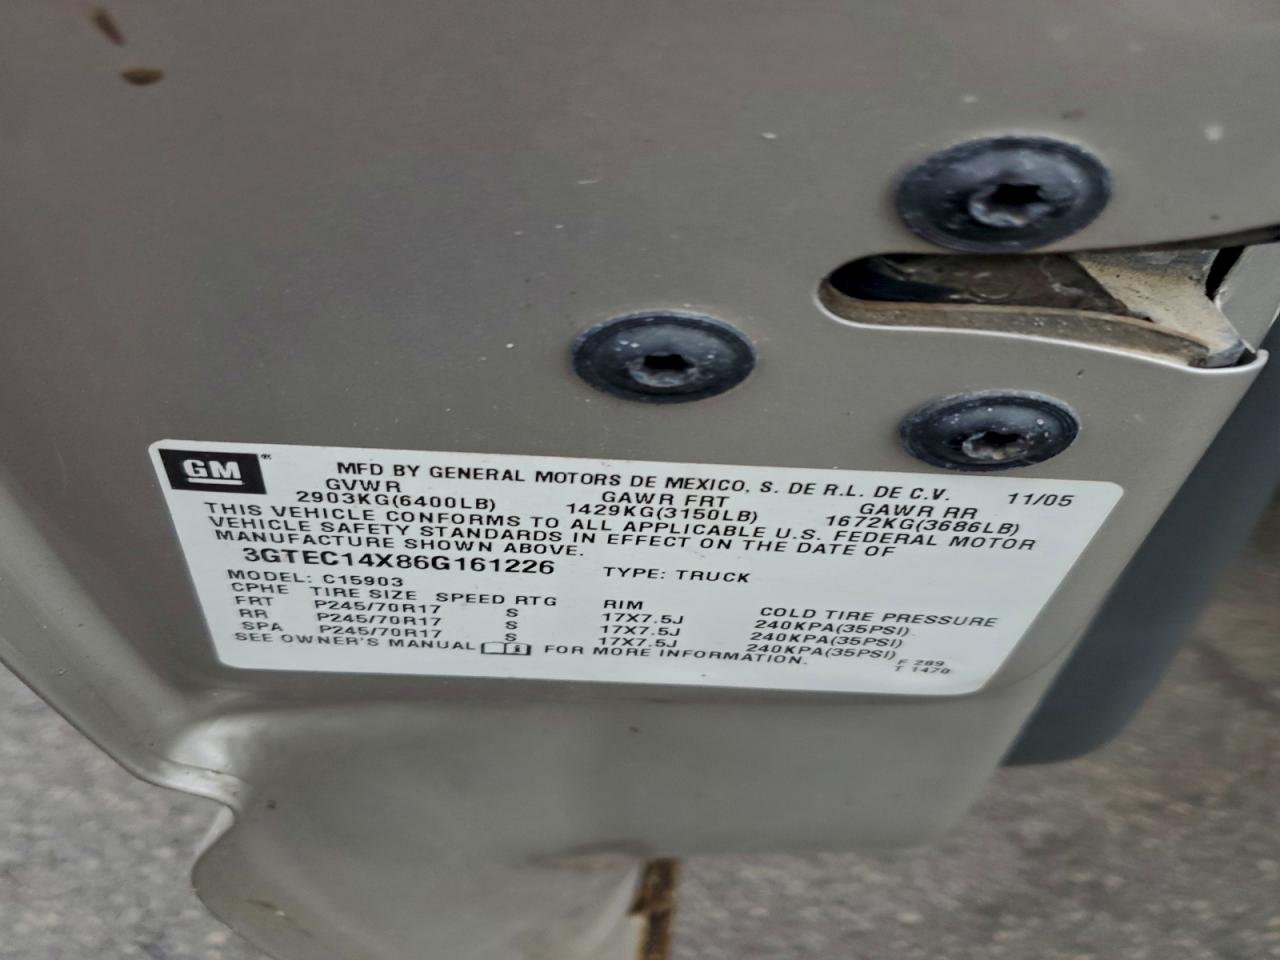 GM® MFD BY GENERAL MOTORS DE MEXICO, S. DE R.L. DE C.V. 11/05
GVWR GAWR FRT GAWR RR
2903KG(6400LB) 1429KG(3150LB) 1672KG(3686LB)
THIS VEHICLE CONFORMS TO ALL APPLICABLE U.S. FEDERAL MOTOR
VEHICLE SAFETY STANDARDS IN EFFECT ON THE DATE OF
MANUFACTURE SHOWN ABOVE.
3GTEC14X86G161226 TYPE: TRUCK
MODEL: C15903
CPHE TIRE SIZE SPEED RTG RIM COLD TIRE PRESSURE
FRT P245/70R17 S 17X7.5J 240KPA(35PSI)
RR P245/70R17 S 17X7.5J 240KPA(35PSI)
SPA P245/70R17 S 17X7.5J 240KPA(35PSI)
SEE OWNER'S MANUAL FOR MORE INFORMATION.
F 289
T 1470